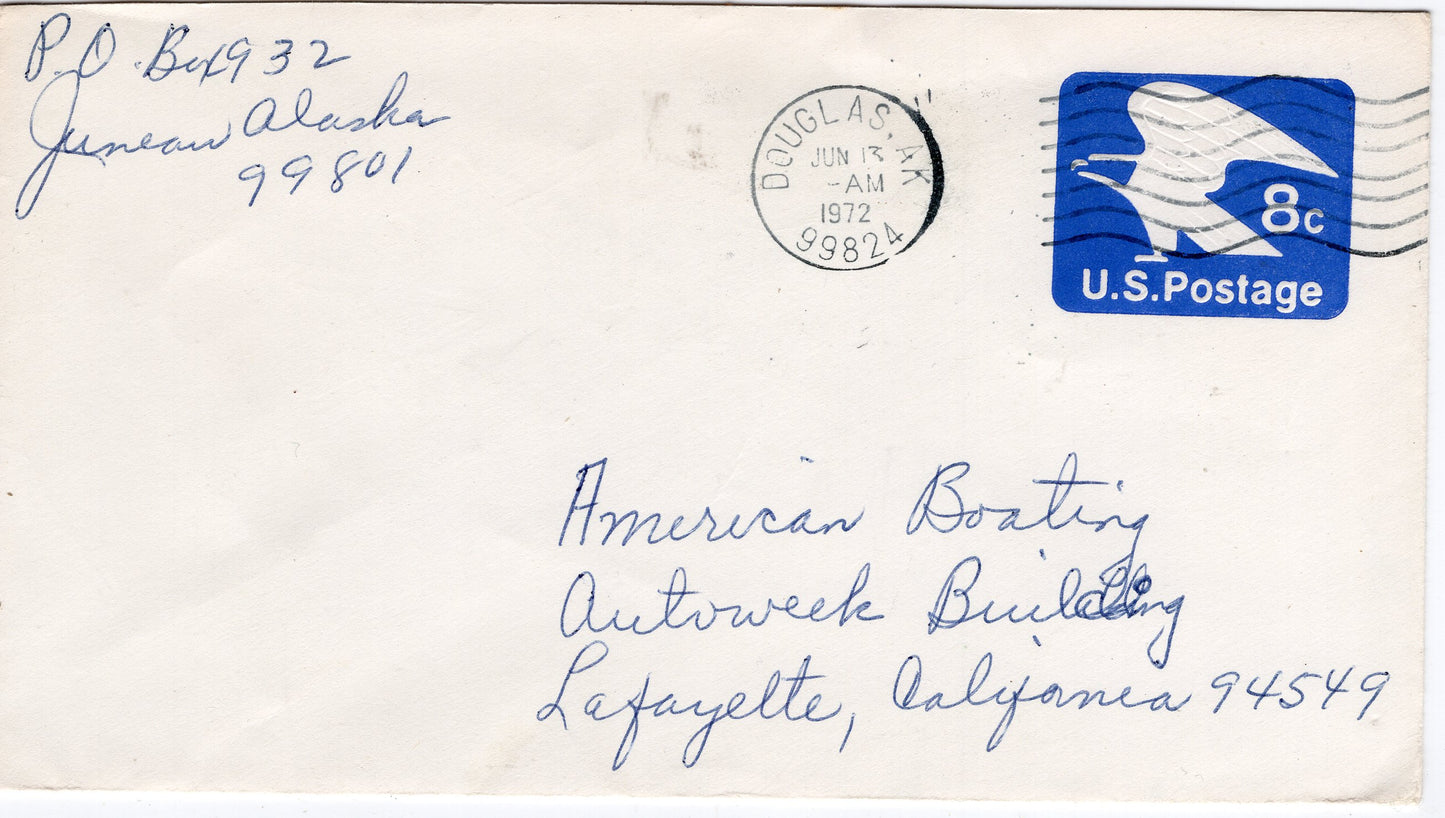 P.O. Box 932
Juneau Alaska
99801
DOUGLAS, AK
JUN 13
-AM
1972
99824
8c
U.S. Postage
American Boating
Autoweek Building
Lafayette, California 94549